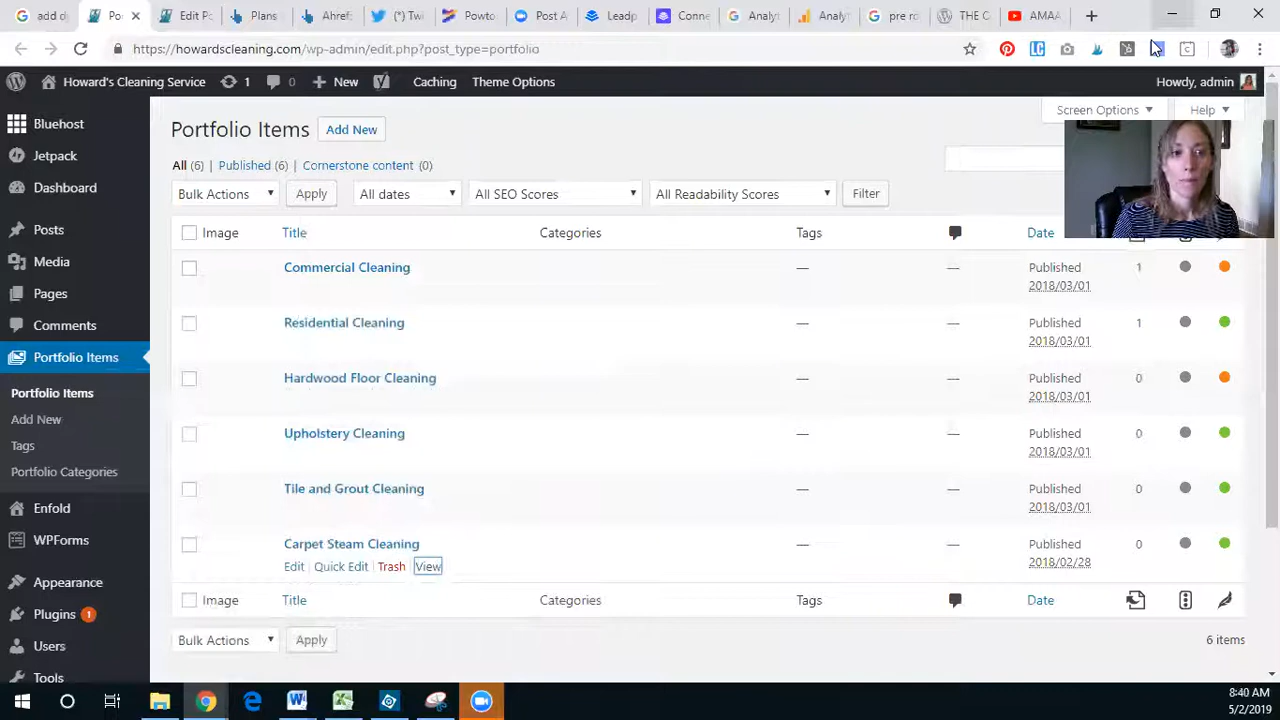 add d
Po
Edit P
Plans
Ahref
(*) Tw
Powto
Post A
Leadp
Conne
Analyt
Analy
pre ro
THE C
AMAA
https://howardscleaning.com/wp-admin/edit.php?post_type=portfolio
Howard's Cleaning Service
1
0
New
Caching
Theme Options
Howdy, admin
Bluehost
Jetpack
Dashboard
Posts
Media
Pages
Comments
Portfolio Items
Portfolio Items
Add New
Tags
Portfolio Categories
Enfold
WPForms
Appearance
Plugins 1
Users
Tools
Portfolio Items
Add New
Screen Options
Help
All (6) | Published (6) | Cornerstone content (0)
Bulk Actions
Apply
All dates
All SEO Scores
All Readability Scores
Filter
Image Title Categories Tags Date
Commercial Cleaning — — Published 1
2018/03/01
Residential Cleaning — — Published 1
2018/03/01
Hardwood Floor Cleaning — — Published 0
2018/03/01
Upholstery Cleaning — — Published 0
2018/03/01
Tile and Grout Cleaning — — Published 0
2018/03/01
Carpet Steam Cleaning — — Published 0
Edit | Quick Edit | Trash | View 2018/02/28
Image Title Categories Tags Date
Bulk Actions
Apply
6 items
8:40 AM
5/2/2019